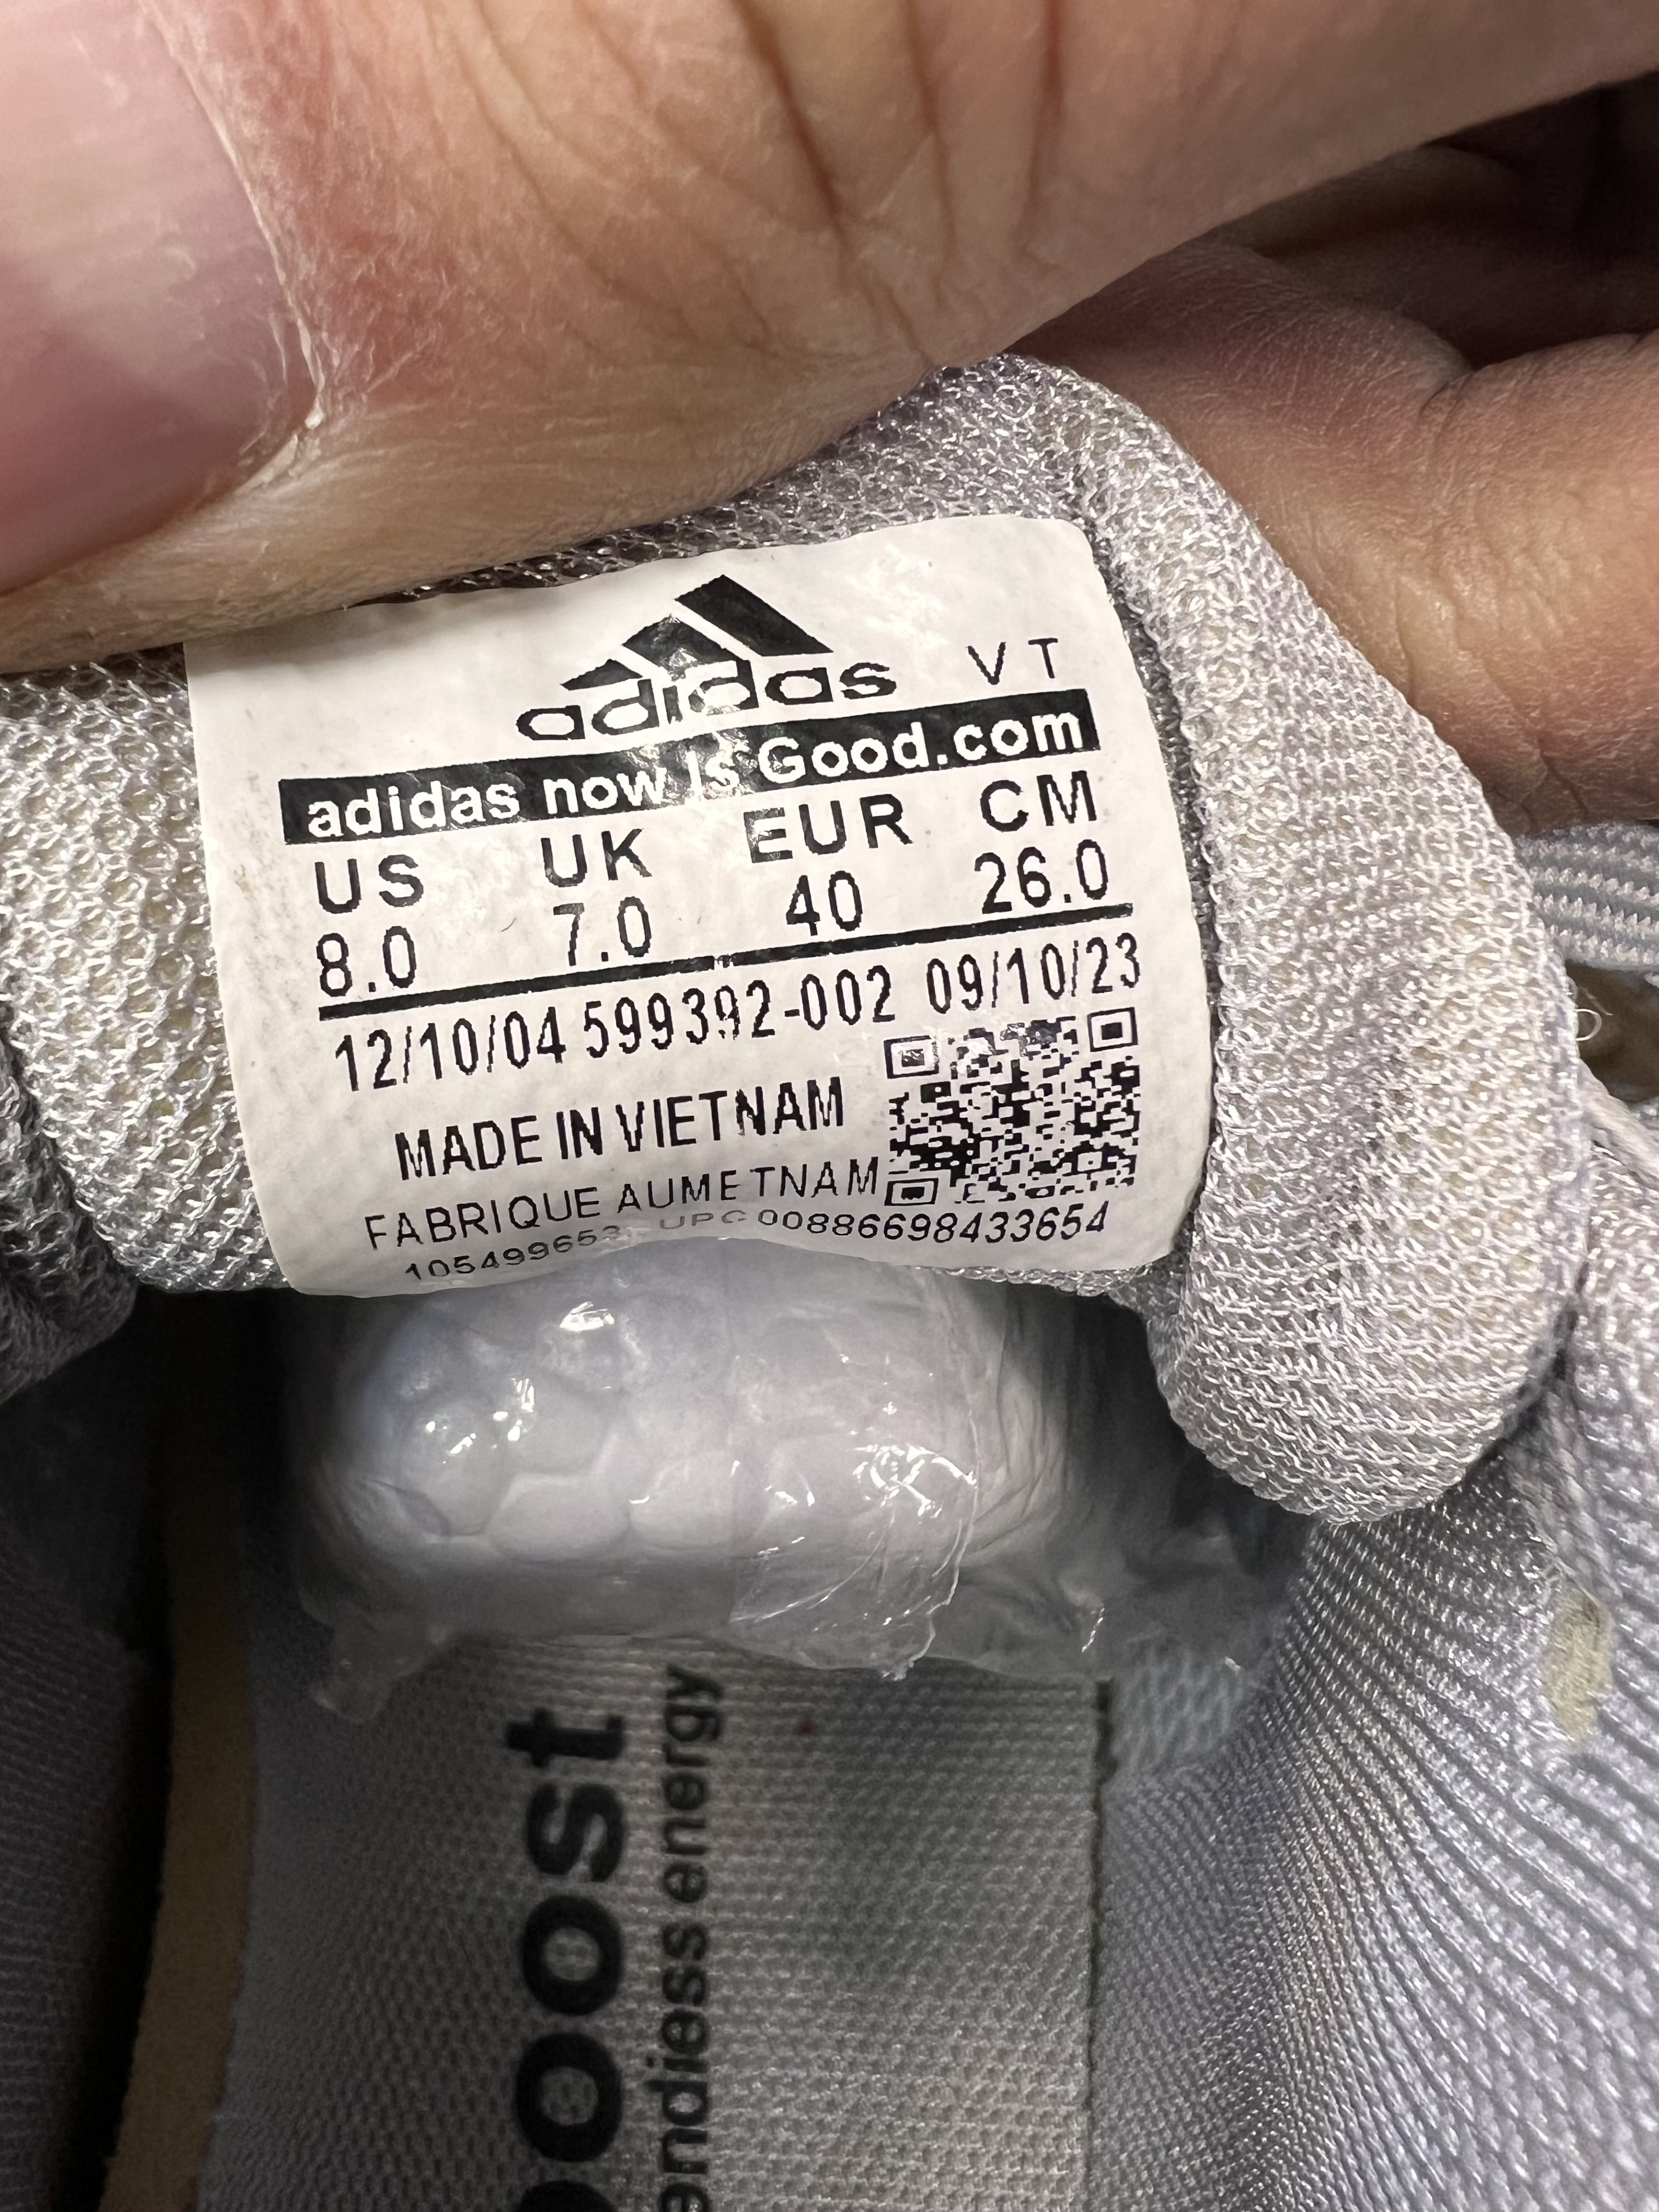 adidas VT
adidas now Is Good.com
US UK EUR CM
8.0 7.0 40 26.0
12/10/04 599392-002 09/10/23
MADE IN VIETNAM
FABRIQUE AUMETNAM
UPC 00886698433654
boost
endless energy